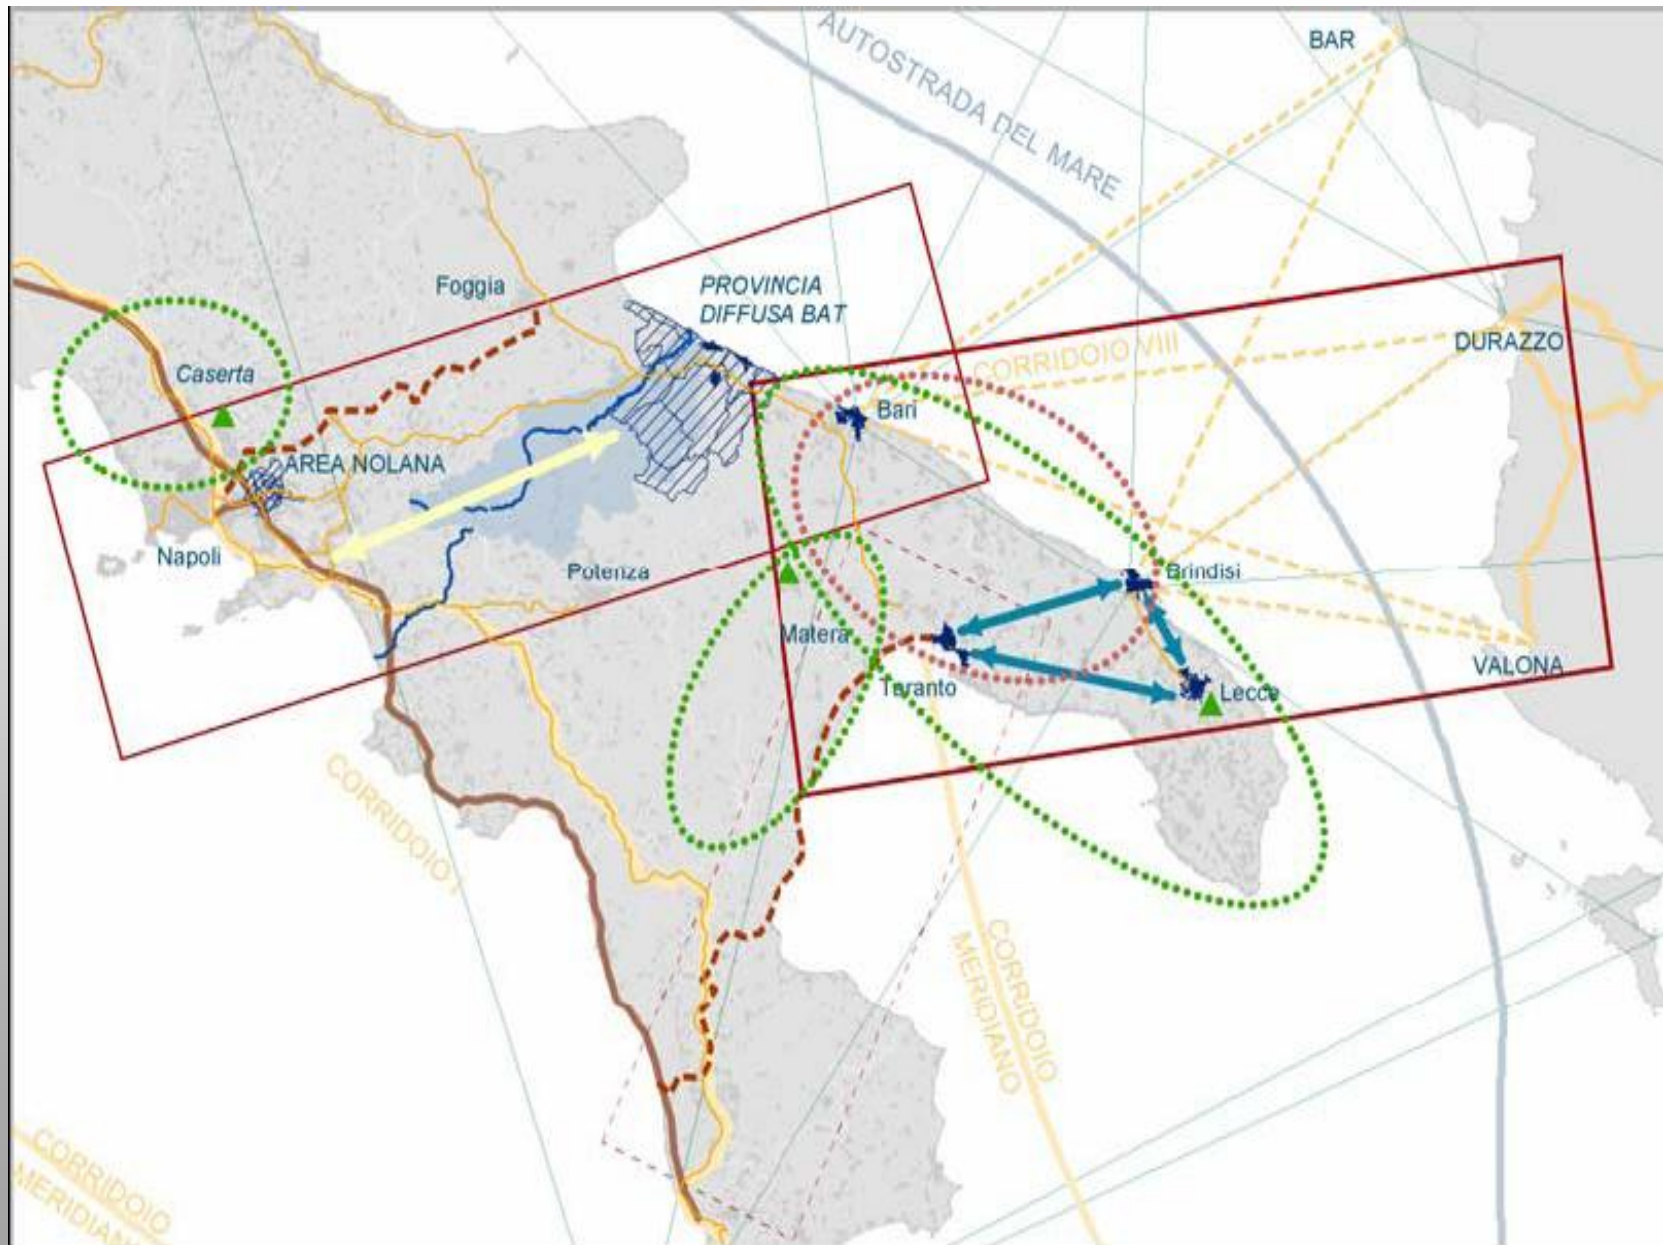 AUTOSTRADA DEL MARE
BAR
Foggia
PROVINCIA
DIFFUSA BAT
CORRIDOIO VIII
DURAZZO
Caserta
Bari
AREA NOLANA
Napoli
Potenza
Brindisi
Matera
VALONA
Taranto
Lecce
CORRIDOIO I
CORRIDOIO
MERIDIANO
CORRIDOIO
MERIDIANO